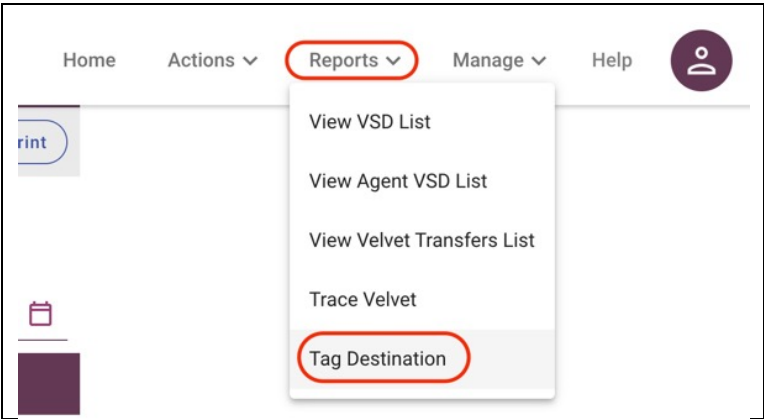 Home Actions Reports Manage Help
rint
View VSD List
View Agent VSD List
View Velvet Transfers List
Trace Velvet
Tag Destination